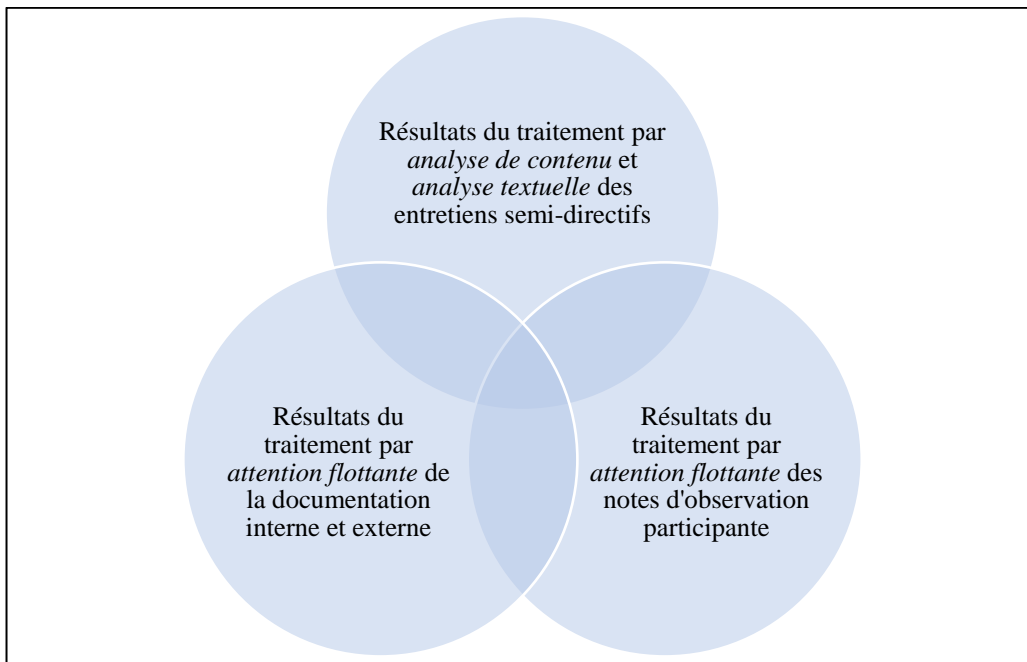 Résultats du traitement par
analyse de contenu et
analyse textuelle des
entretiens semi-directifs
Résultats du
traitement par
attention flottante de
la documentation
interne et externe
Résultats du
traitement par
attention flottante des
notes d'observation
participante